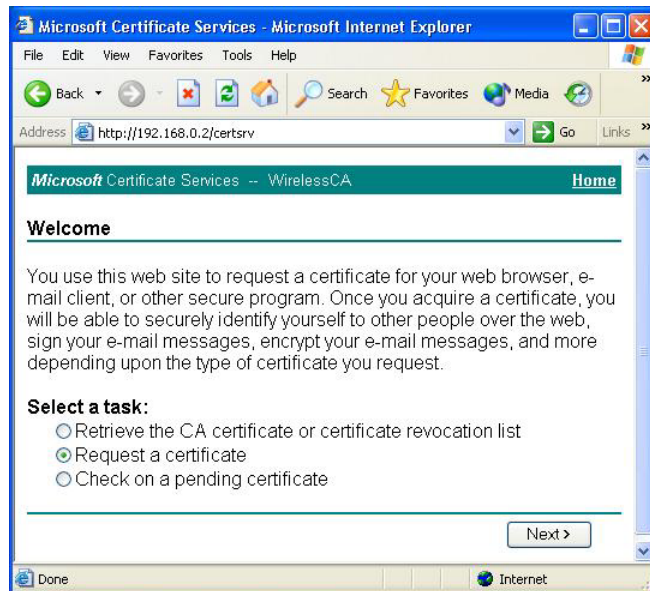 Microsoft Certificate Services - Microsoft Internet Explorer
File Edit View Favorites Tools Help
Back Search Favorites Media »
Address http://192.168.0.2/certsrv Go Links »
Microsoft Certificate Services -- WirelessCA Home
Welcome
You use this web site to request a certificate for your web browser, e-
mail client, or other secure program. Once you acquire a certificate, you
will be able to securely identify yourself to other people over the web,
sign your e-mail messages, encrypt your e-mail messages, and more
depending upon the type of certificate you request.
Select a task:
Retrieve the CA certificate or certificate revocation list
Request a certificate
Check on a pending certificate
Next >
Done Internet